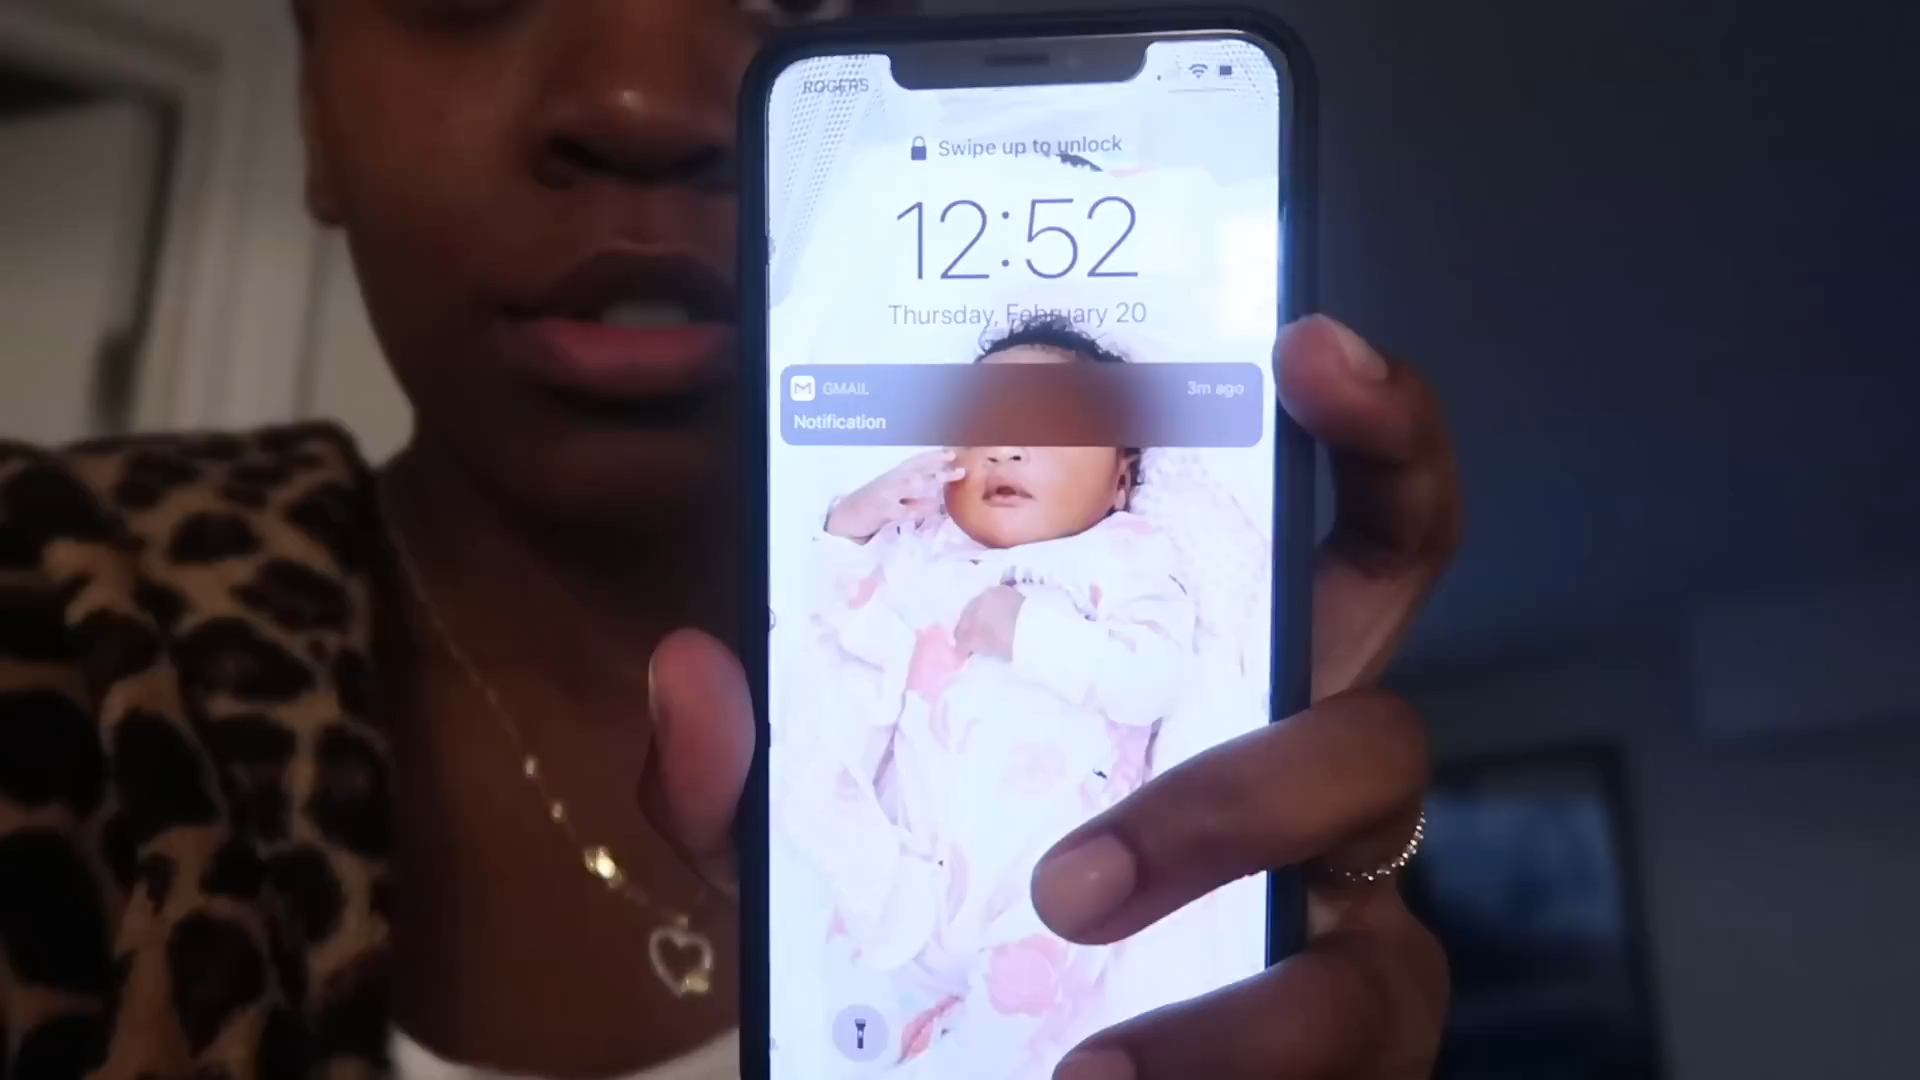 ROGERS
Swipe up to unlock
12:52
Thursday, February 20
GMAIL
3m ago
Notification